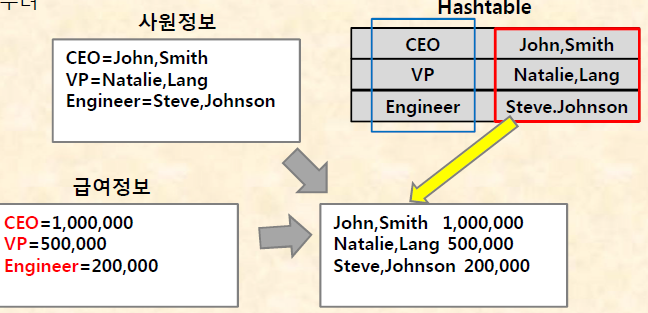 사원정보
CEO=John,Smith
VP=Natalie,Lang
Engineer=Steve,Johnson
Hashtable
CEO John,Smith
VP Natalie,Lang
Engineer Steve.Johnson
급여정보
CEO=1,000,000
VP=500,000
Engineer=200,000
John,Smith 1,000,000
Natalie,Lang 500,000
Steve,Johnson 200,000